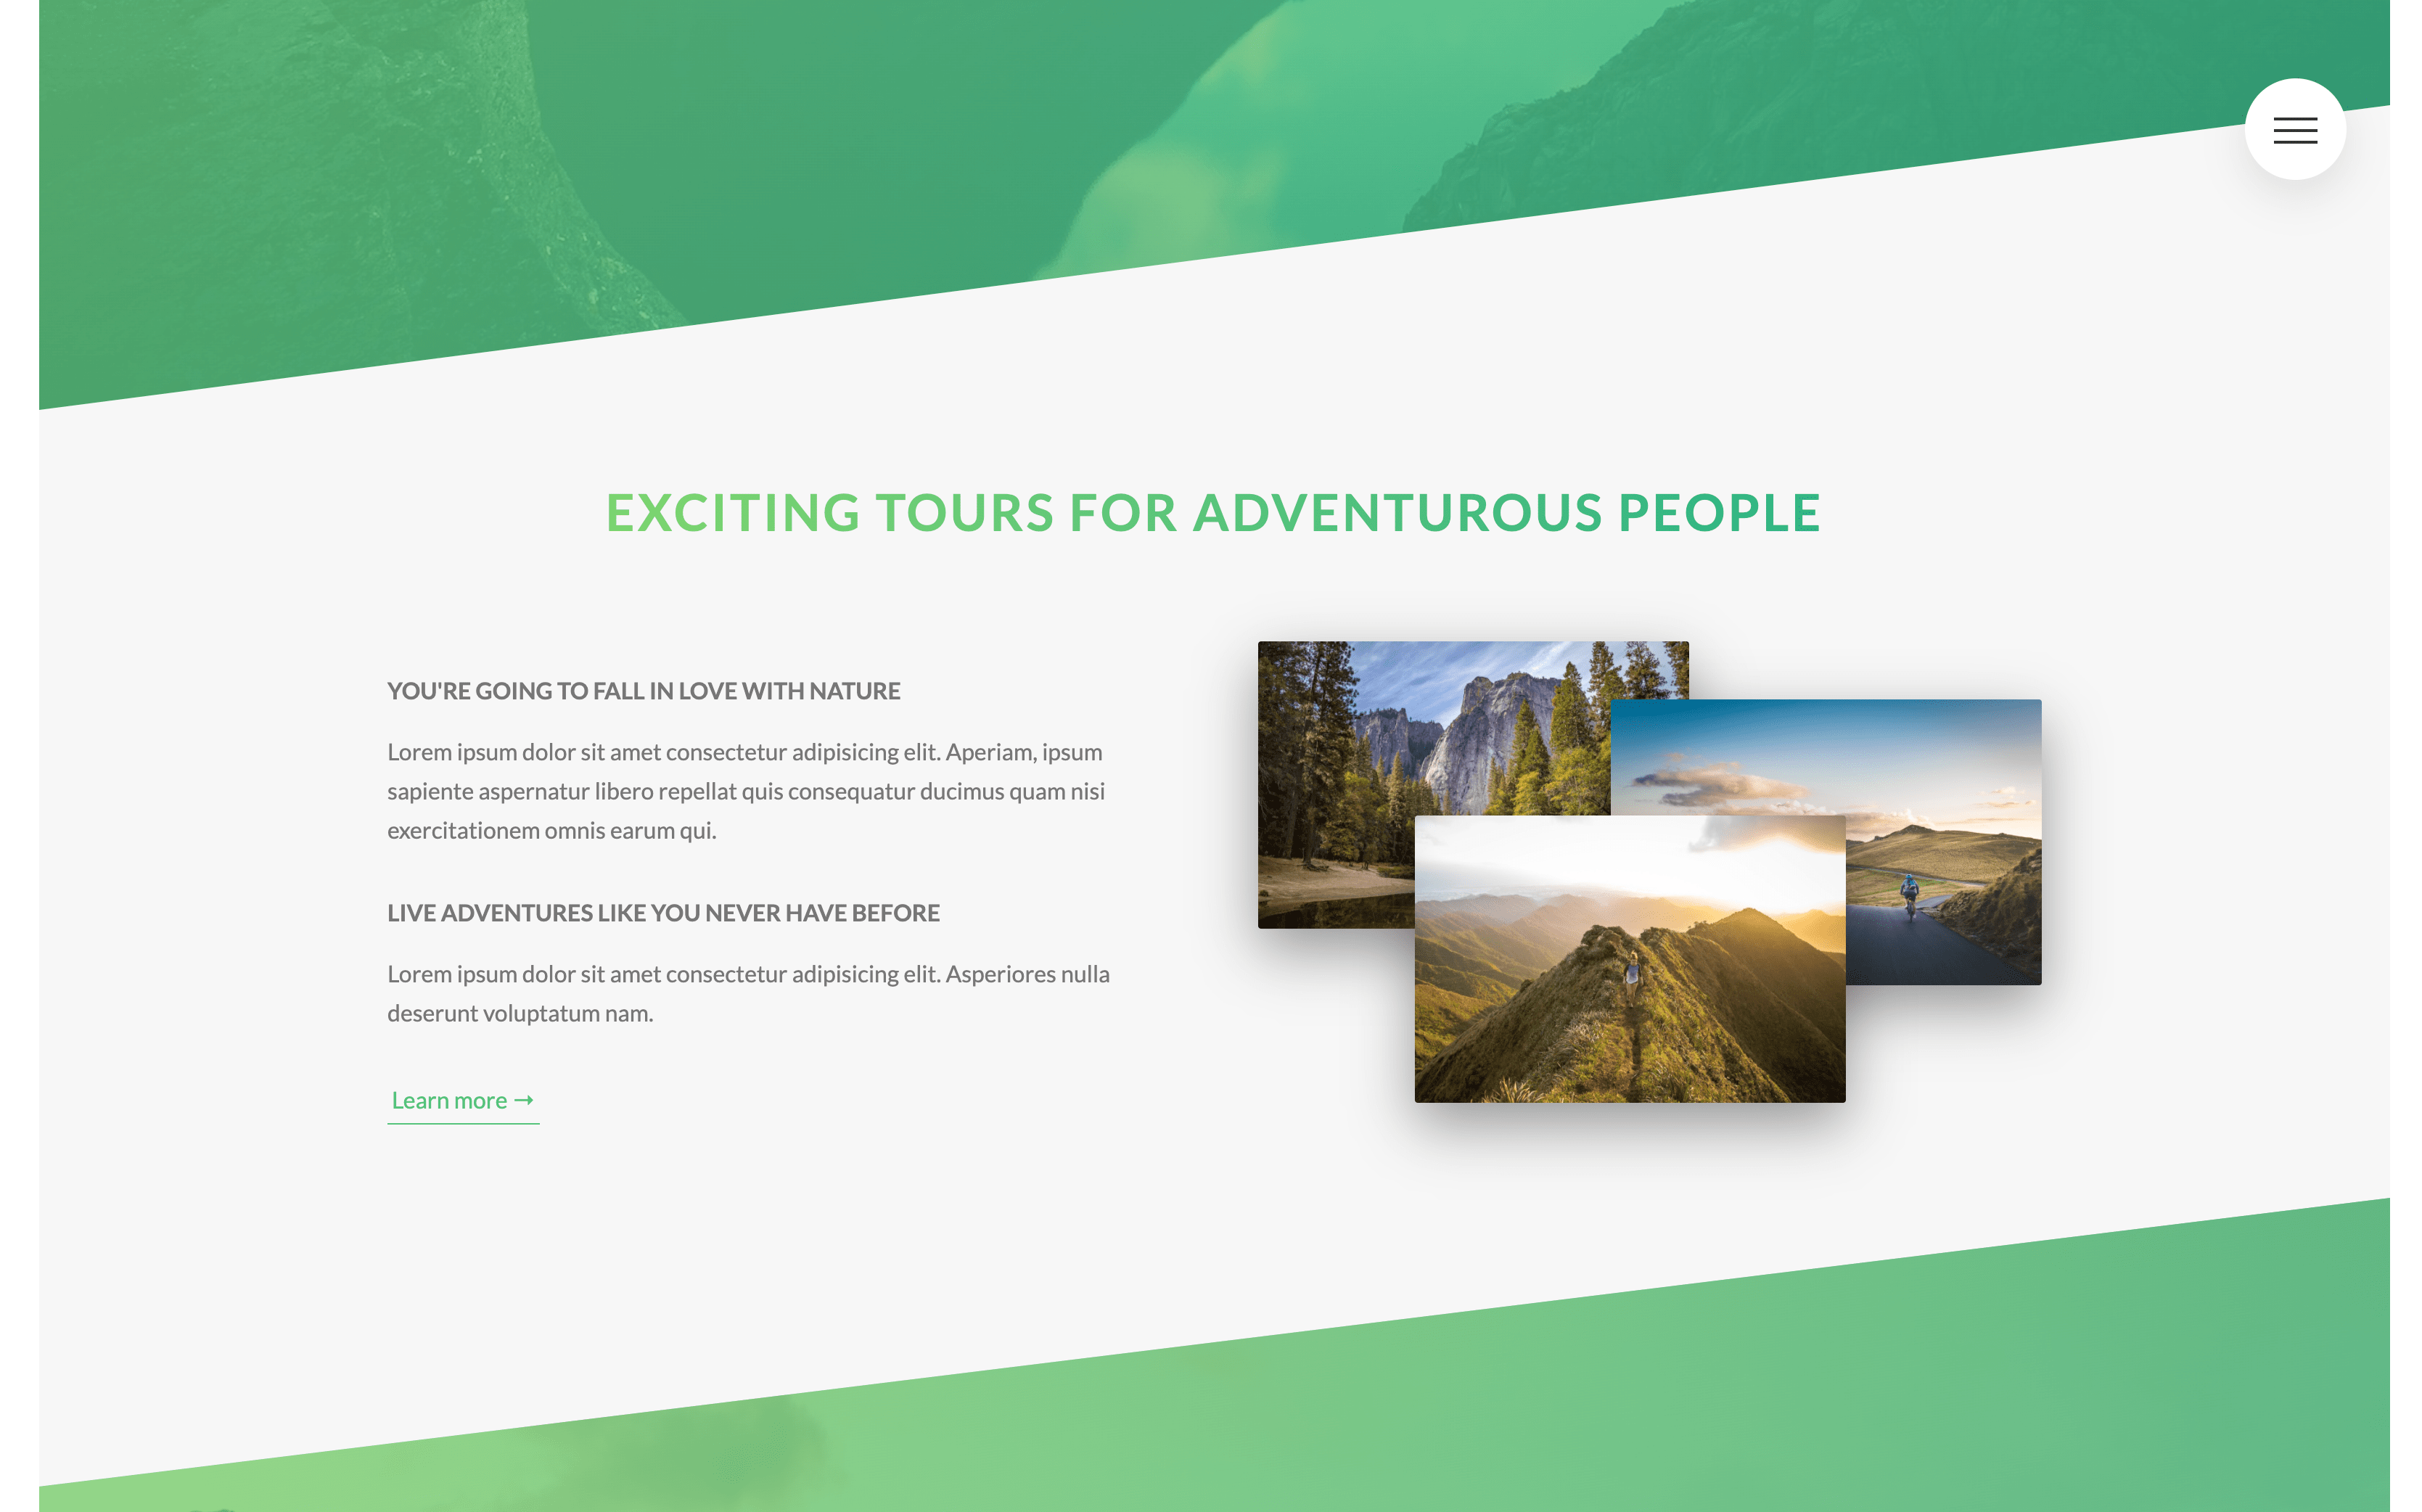 EXCITING TOURS FOR ADVENTUROUS PEOPLE
YOU'RE GOING TO FALL IN LOVE WITH NATURE
Lorem ipsum dolor sit amet consectetur adipisicing elit. Aperiam, ipsum
sapiente aspernatur libero repellat quis consequatur ducimus quam nisi
exercitationem omnis earum qui.
LIVE ADVENTURES LIKE YOU NEVER HAVE BEFORE
Lorem ipsum dolor sit amet consectetur adipisicing elit. Asperiores nulla
deserunt voluptatum nam.
Learn more →